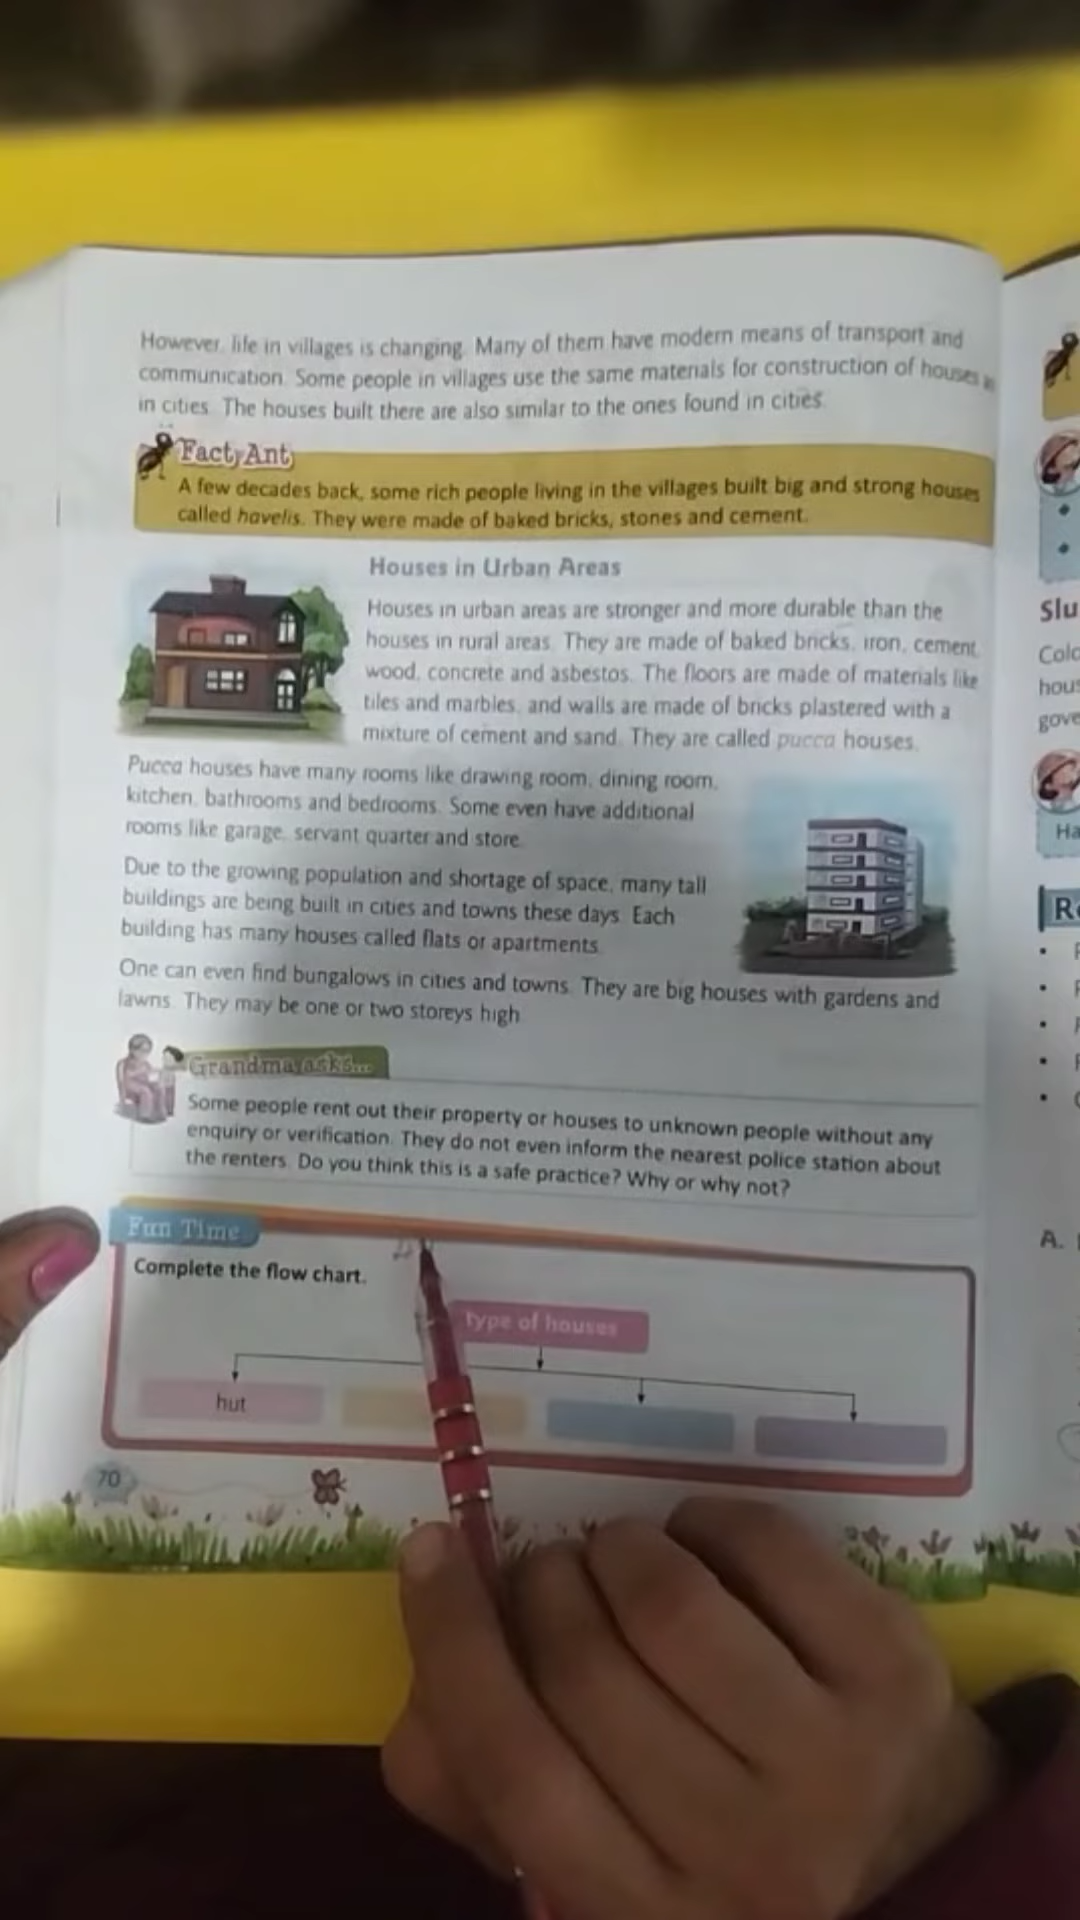 However, life in villages is changing. Many of them have modern means of transport and
communication. Some people in villages use the same materials for construction of houses as
in cities. The houses built there are also similar to the ones found in cities.
Fact Ant
A few decades back, some rich people living in the villages built big and strong houses
called havelis. They were made of baked bricks, stones and cement.
Houses in Urban Areas
Houses in urban areas are stronger and more durable than the
houses in rural areas. They are made of baked bricks, iron, cement,
wood, concrete and asbestos. The floors are made of materials like
tiles and marbles, and walls are made of bricks plastered with a
mixture of cement and sand. They are called pucca houses.
Pucca houses have many rooms like drawing room, dining room,
kitchen, bathrooms and bedrooms. Some even have additional
rooms like garage, servant quarter and store.
Due to the growing population and shortage of space, many tall
buildings are being built in cities and towns these days. Each
building has many houses called flats or apartments.
One can even find bungalows in cities and towns. They are big houses with gardens and
lawns. They may be one or two storeys high.
Grandma asks...
Some people rent out their property or houses to unknown people without any
enquiry or verification. They do not even inform the nearest police station about
the renters. Do you think this is a safe practice? Why or why not?
Fun Time
Complete the flow chart.
type of houses
hut
70
Slu
Colo
hous
gove
Ha
Re
A.